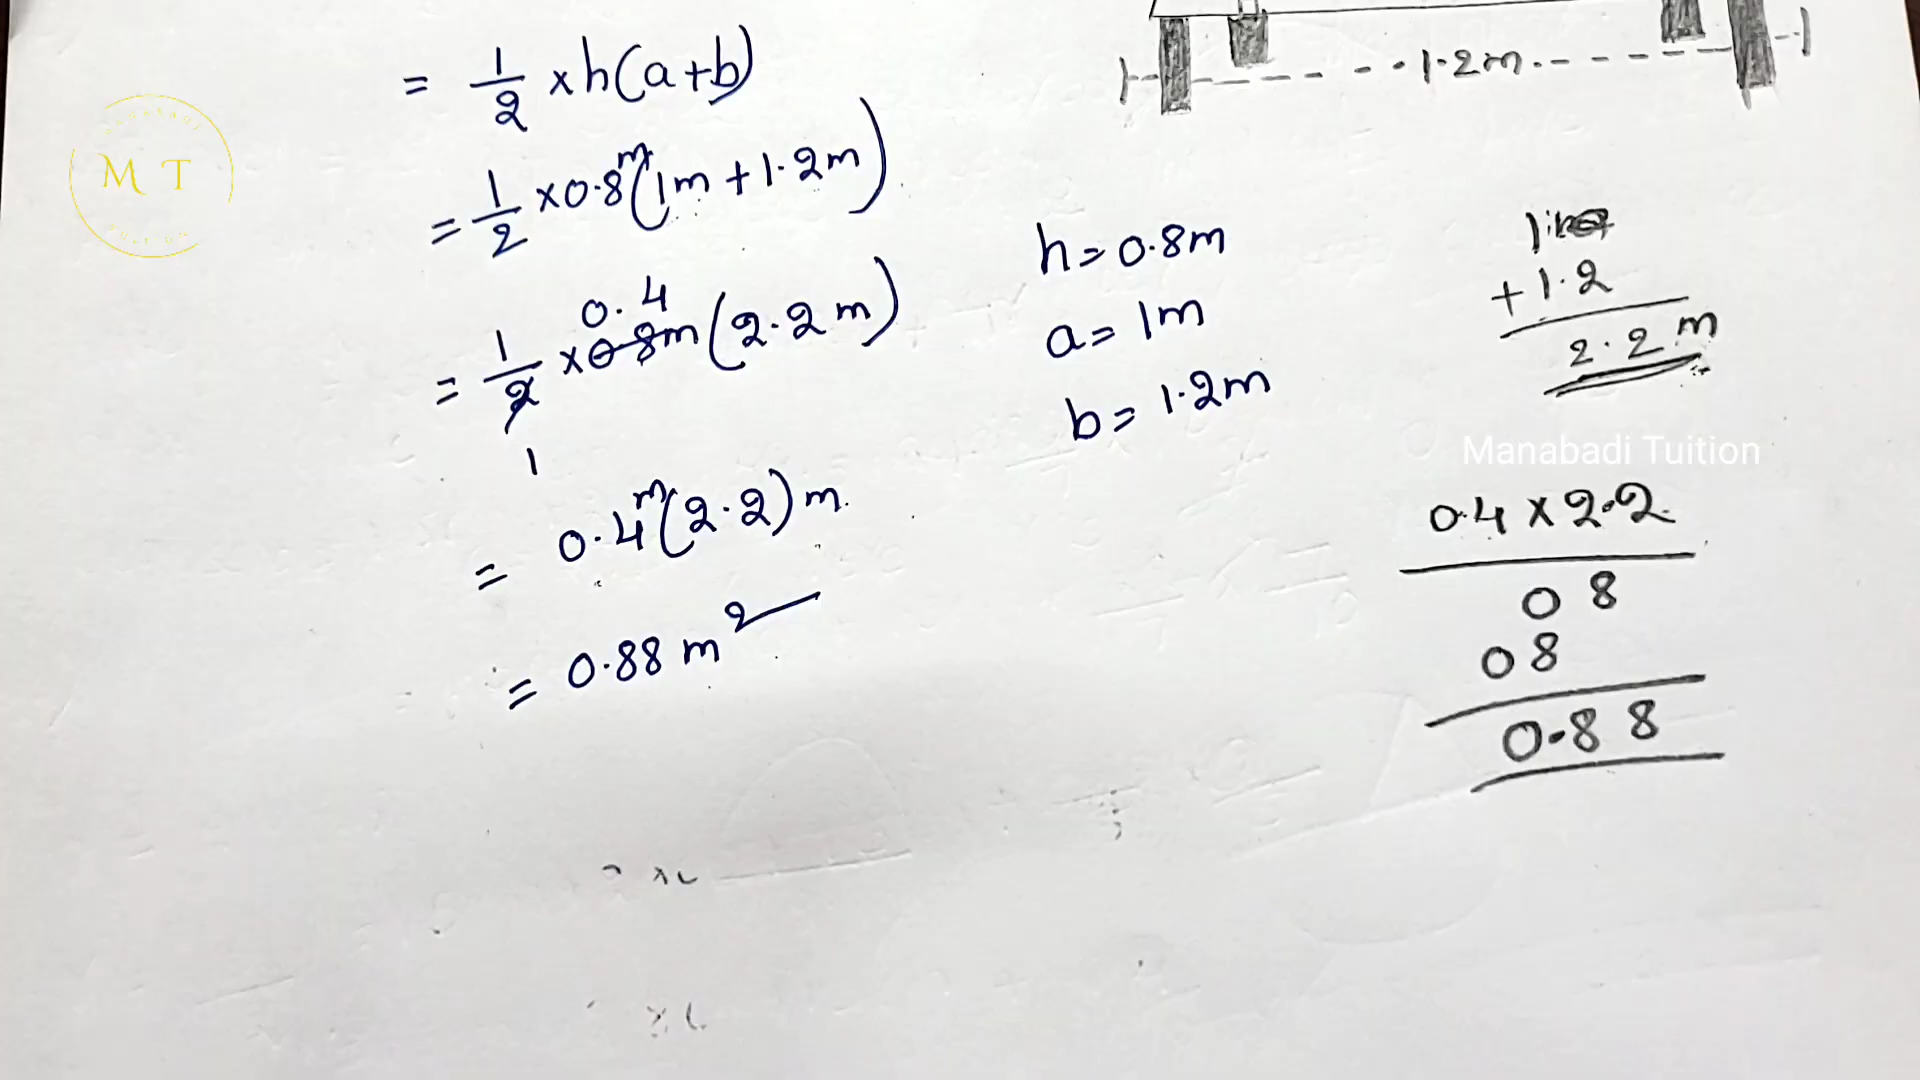 = 1/2 × h(a+b)
= 1/2 × 0.8m(1m + 1.2m)
0.4
= 1/2 × 0.8m (2.2m)
1
= 0.4m(2.2)m.
= 0.88 m²
1.2m
h = 0.8m
a = 1m
b = 1.2m
+ 1.2
2.2 m
Manabadi Tuition
0.4 × 2.2
0 8
0 8
0.8 8
M T